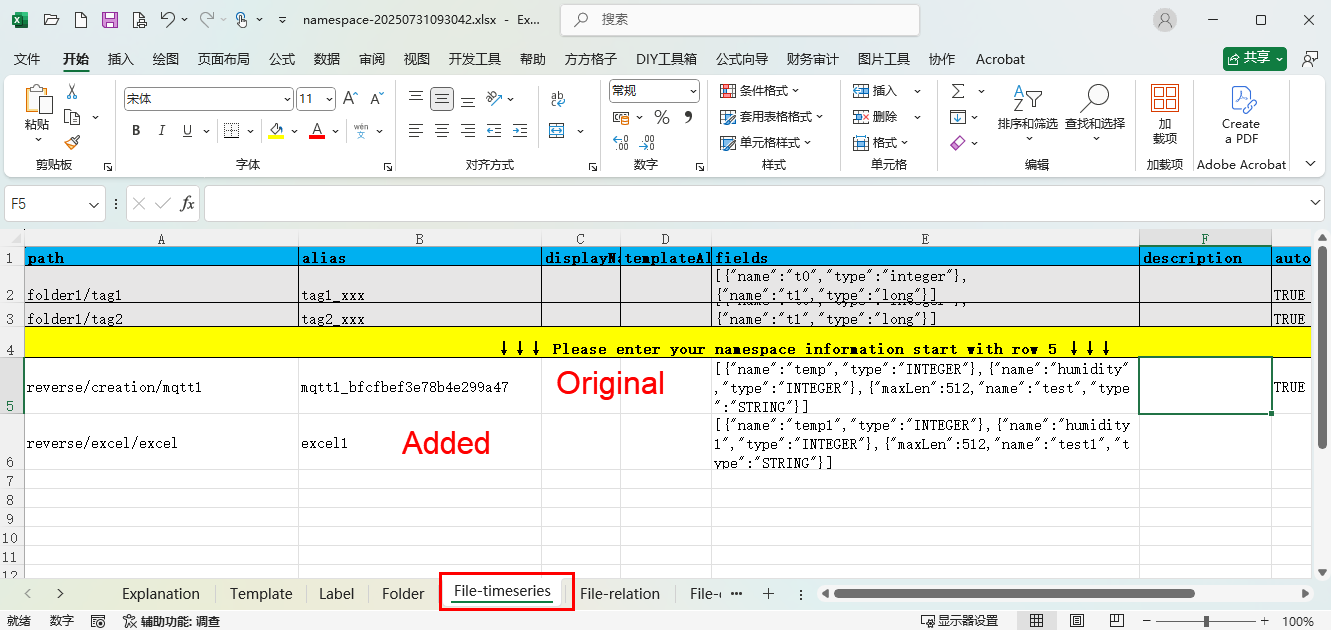 namespace-20250731093042.xlsx - Ex...
搜索
文件 开始 插入 绘图 页面布局 公式 数据 审阅 视图 开发工具 帮助 方方格子 DIY工具箱 公式向导 财务审计 图片工具 协作 Acrobat
共享
粘贴
宋体 11
B I U
wén
文
ab
常规
条件格式
套用表格格式
单元格样式
插入
删除
格式
排序和筛选 查找和选择
加
载项
Create
a PDF
剪贴板 字体 对齐方式 数字 样式 单元格 编辑 加载项 Adobe Acrobat
F5
fx
A B C D E F
1 path alias displayNa templateAl fields description auto
[{"name":"t0","type":"integer"},
2 folder1/tag1 tag1_xxx {"name":"t1","type":"long"}] TRUE
3 folder1/tag2 tag2_xxx {"name":"t1","type":"long"}] TRUE
4 ↓↓↓ Please enter your namespace information start with row 5 ↓↓↓
[{"name":"temp","type":"INTEGER"},{"name":"humidity"
reverse/creation/mqtt1 mqtt1_bfcfbef3e78b4e299a47 Original ,"type":"INTEGER"},{"maxLen":512,"name":"test","type TRUE
5 ":"STRING"}]
[{"name":"temp1","type":"INTEGER"},{"name":"humidity
reverse/excel/excel excel1 Added 1","type":"INTEGER"},{"maxLen":512,"name":"test1","t
6 ype":"STRING"}]
7
8
9
10
11
12
Explanation Template Label Folder File-timeseries File-relation File-
就绪 数字 辅助功能: 调查 显示器设置 100%